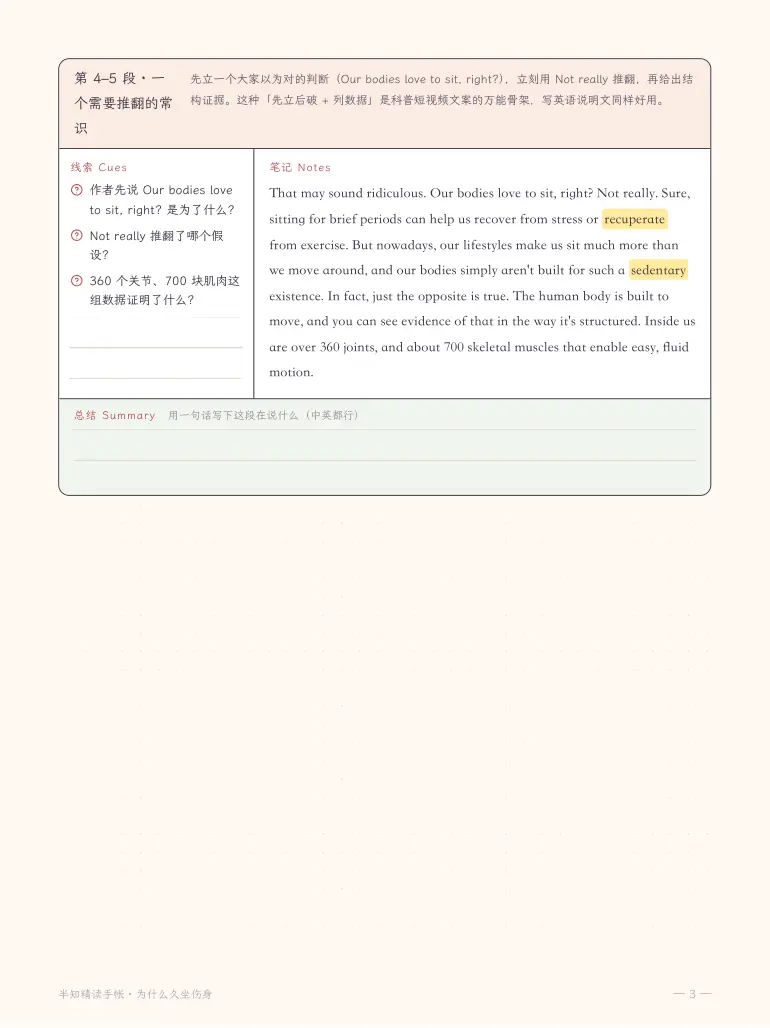 第 4–5 段·一
个需要推翻的常
识
先立一个大家以为对的判断（Our bodies love to sit, right?），立刻用 Not really 推翻，再给出结
构证据。这种「先立后破 + 列数据」是科普短视频文案的万能骨架，写英语说明文同样好用。
线索 Cues
作者先说 Our bodies love
to sit, right? 是为了什么？
Not really 推翻了哪个假
设？
360 个关节、700 块肌肉这
组数据证明了什么？
笔记 Notes
That may sound ridiculous. Our bodies love to sit, right? Not really. Sure,
sitting for brief periods can help us recover from stress or recuperate
from exercise. But nowadays, our lifestyles make us sit much more than
we move around, and our bodies simply aren't built for such a sedentary
existence. In fact, just the opposite is true. The human body is built to
move, and you can see evidence of that in the way it's structured. Inside us
are over 360 joints, and about 700 skeletal muscles that enable easy, fluid
motion.
总结 Summary 用一句话写下这段在说什么（中英都行）
半知精读手帐·为什么久坐伤身
— 3 —